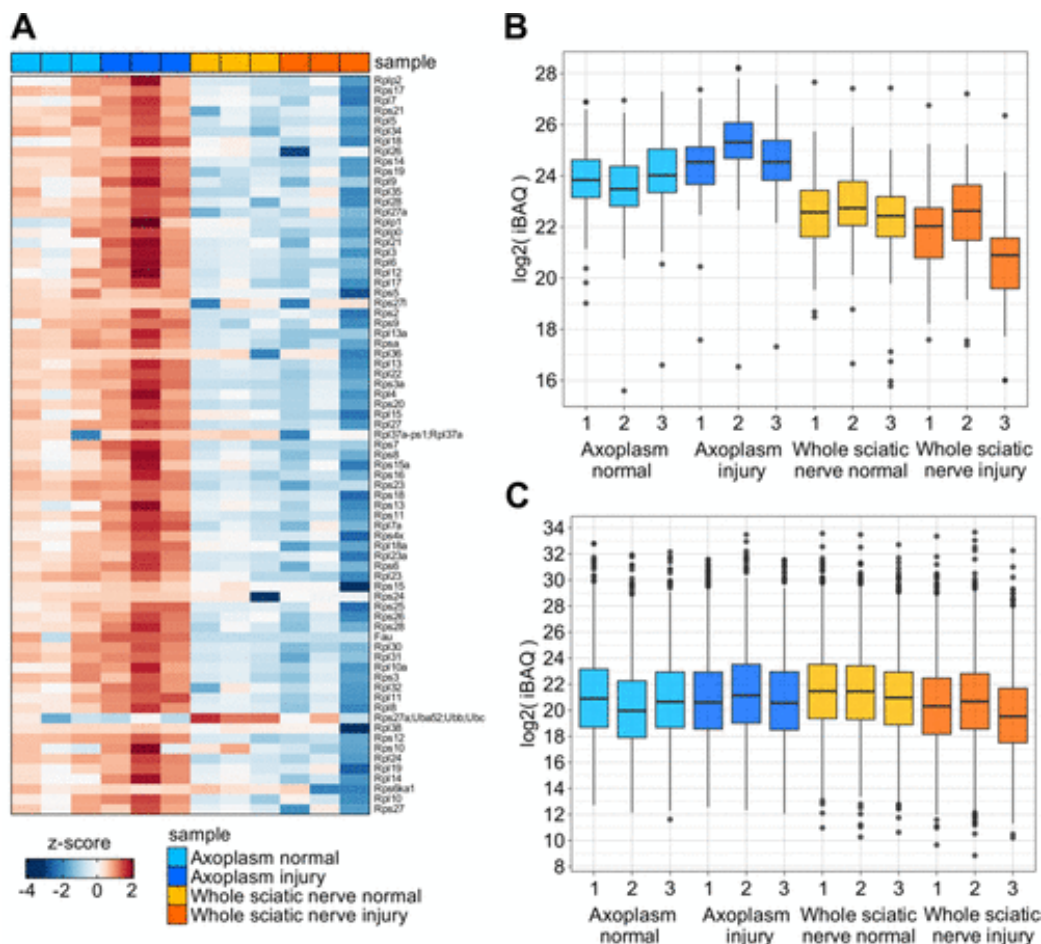 A
sample
Rplp2
Rps17
Rpl7
Rps21
Rpl5
Rpl34
Rpl18
Rpl26
Rps14
Rps19
Rpl9
Rpl35
Rpl28
Rpl27a
Rplp1
Rplp0
Rpl21
Rpl3
Rpl6
Rpl12
Rpl17
Rps5
Rps27l
Rps2
Rps9
Rpl13a
Rpsa
Rpl36
Rpl13
Rpl22
Rps3a
Rpl4
Rps20
Rpl15
Rpl27
Rpl37a-ps1;Rpl37a
Rps7
Rps8
Rps15a
Rps16
Rps23
Rps18
Rps13
Rps11
Rpl7a
Rps4x
Rpl18a
Rpl23a
Rps6
Rpl23
Rps15
Rps24
Rps25
Rps26
Rps28
Fau
Rpl30
Rpl31
Rpl10a
Rps3
Rpl32
Rpl11
Rpl8
Rps27a;Uba52;Ubb;Ubc
Rpl38
Rps12
Rps10
Rpl24
Rpl19
Rpl14
Rps6ka1
Rpl10
Rps27
z-score
-4 -2 0 2
sample
Axoplasm normal
Axoplasm injury
Whole sciatic nerve normal
Whole sciatic nerve injury
B
log2( iBAQ )
28
26
24
22
20
18
16
1 2 3 1 2 3 1 2 3 1 2 3
Axoplasm normal
Axoplasm injury
Whole sciatic nerve normal
Whole sciatic nerve injury
C
log2( iBAQ )
34
32
30
28
26
24
22
20
18
16
14
12
10
8
1 2 3 1 2 3 1 2 3 1 2 3
Axoplasm normal
Axoplasm injury
Whole sciatic nerve normal
Whole sciatic nerve injury